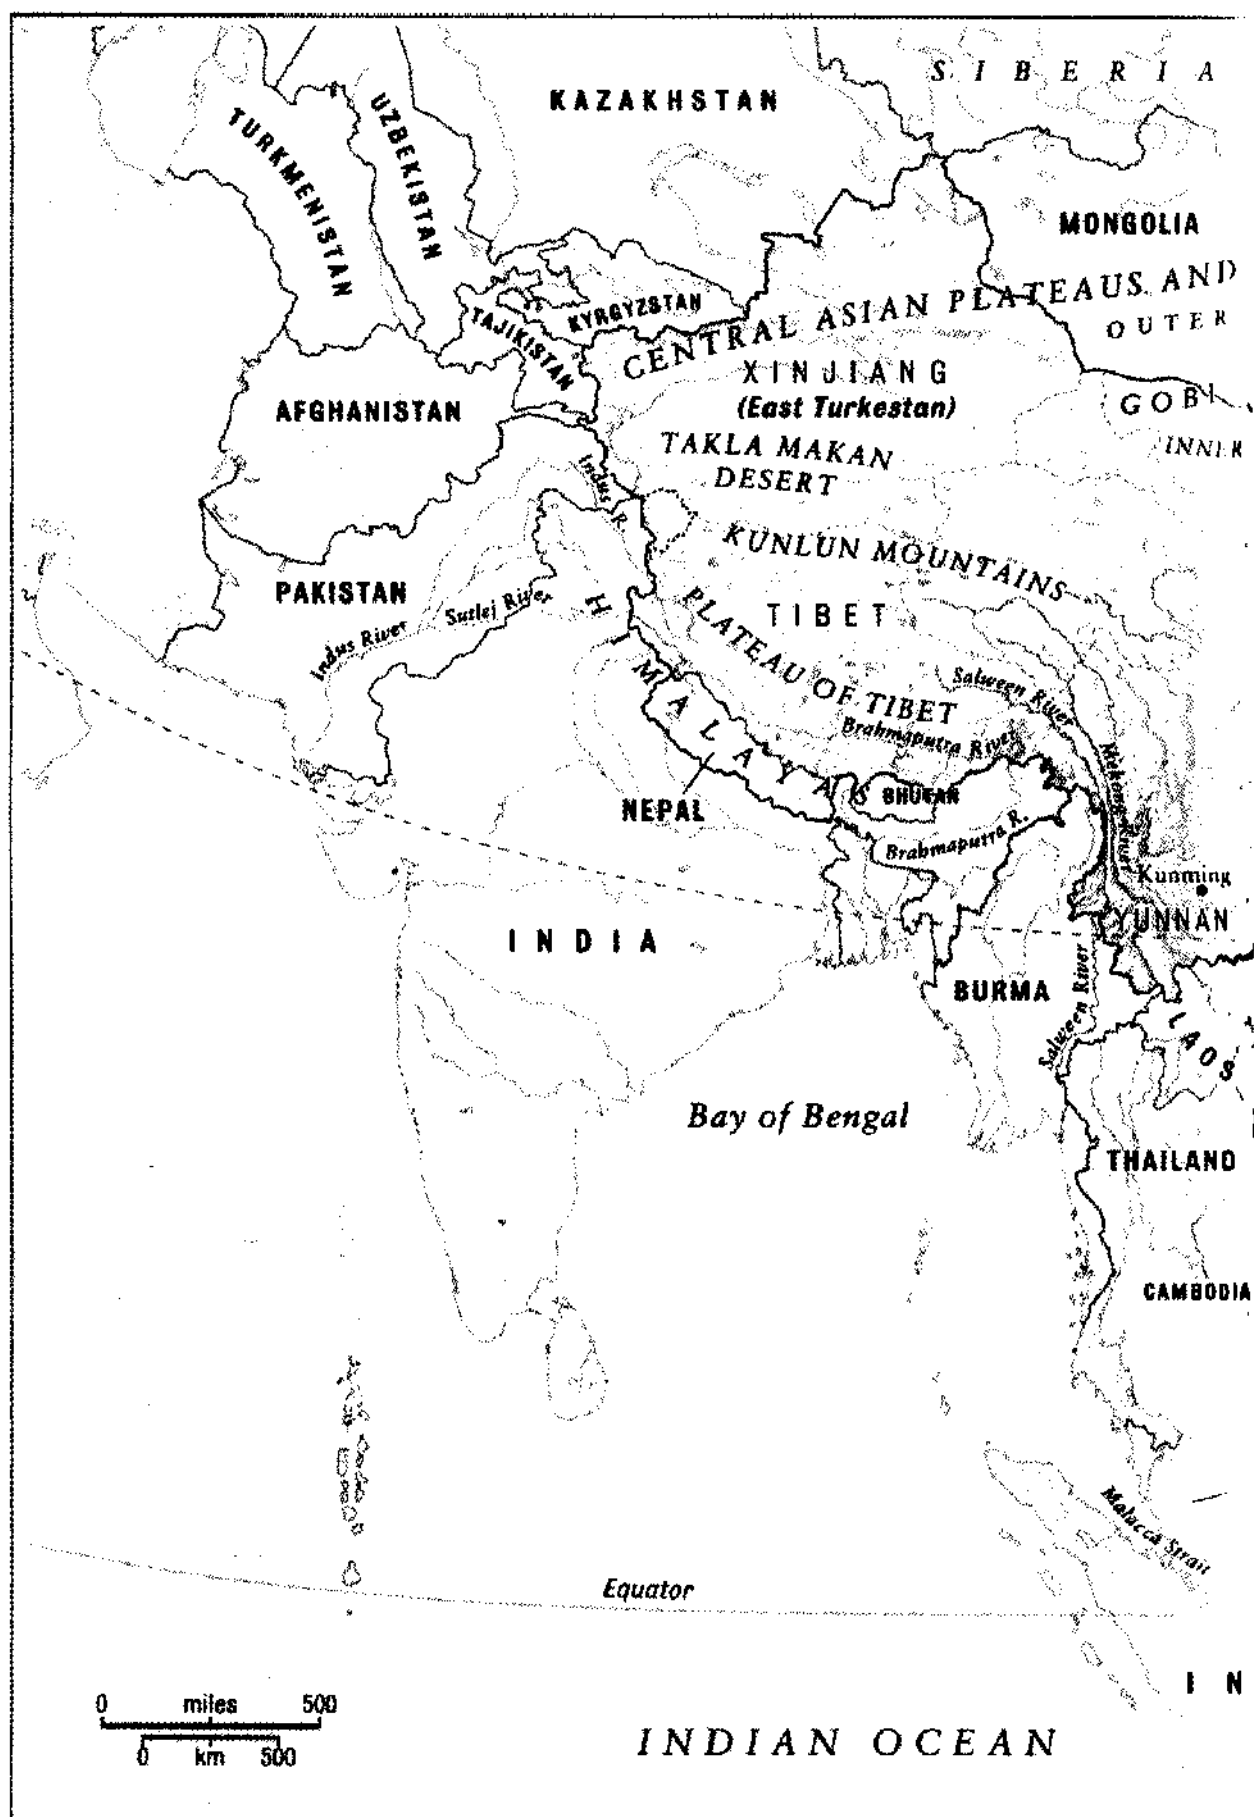 SIBERIA
KAZAKHSTAN
UZBEKISTAN
TURKMENISTAN
MONGOLIA
CENTRAL ASIAN PLATEAUS AND
KYRGYZSTAN
TAJIKISTAN
OUTER
XINJIANG
(East Turkestan)
GOBI
AFGHANISTAN
INNER
TAKLA MAKAN
DESERT
Indus R.
KUNLUN MOUNTAINS
PAKISTAN
Sutlej River
Indus River
TIBET
PLATEAU OF TIBET
HIMALAYAS
Salween River
Brahmaputra River
Mekong River
NEPAL
BHUTAN
Brahmaputra R.
Kunming
YUNNAN
INDIA
BURMA
Salween River
LAOS
Bay of Bengal
THAILAND
CAMBODIA
Malacca Strait
Equator
IN
0 miles 500
0 km 500
INDIAN OCEAN